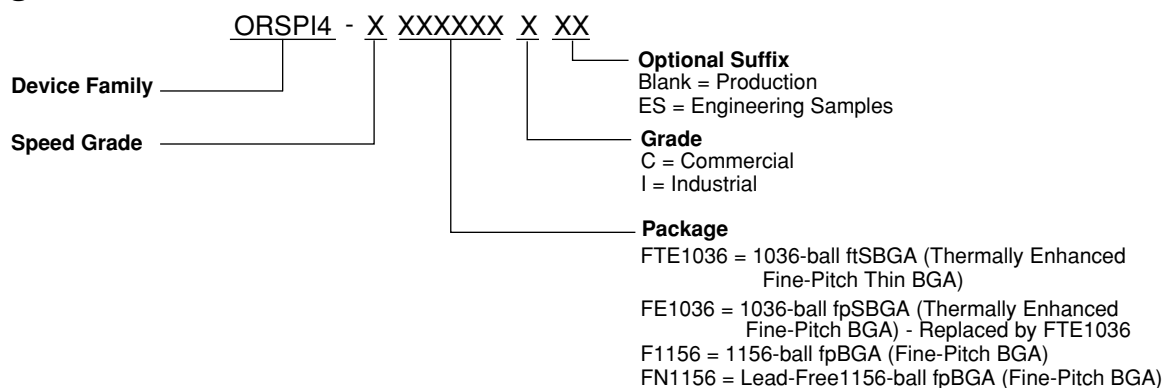 ORSPI4 - X XXXXXX X XX
Device Family
Speed Grade
Optional Suffix
Blank = Production
ES = Engineering Samples
Grade
C = Commercial
I = Industrial
Package
FTE1036 = 1036-ball ftSBGA (Thermally Enhanced
Fine-Pitch Thin BGA)
FE1036 = 1036-ball fpSBGA (Thermally Enhanced
Fine-Pitch BGA) - Replaced by FTE1036
F1156 = 1156-ball fpBGA (Fine-Pitch BGA)
FN1156 = Lead-Free1156-ball fpBGA (Fine-Pitch BGA)